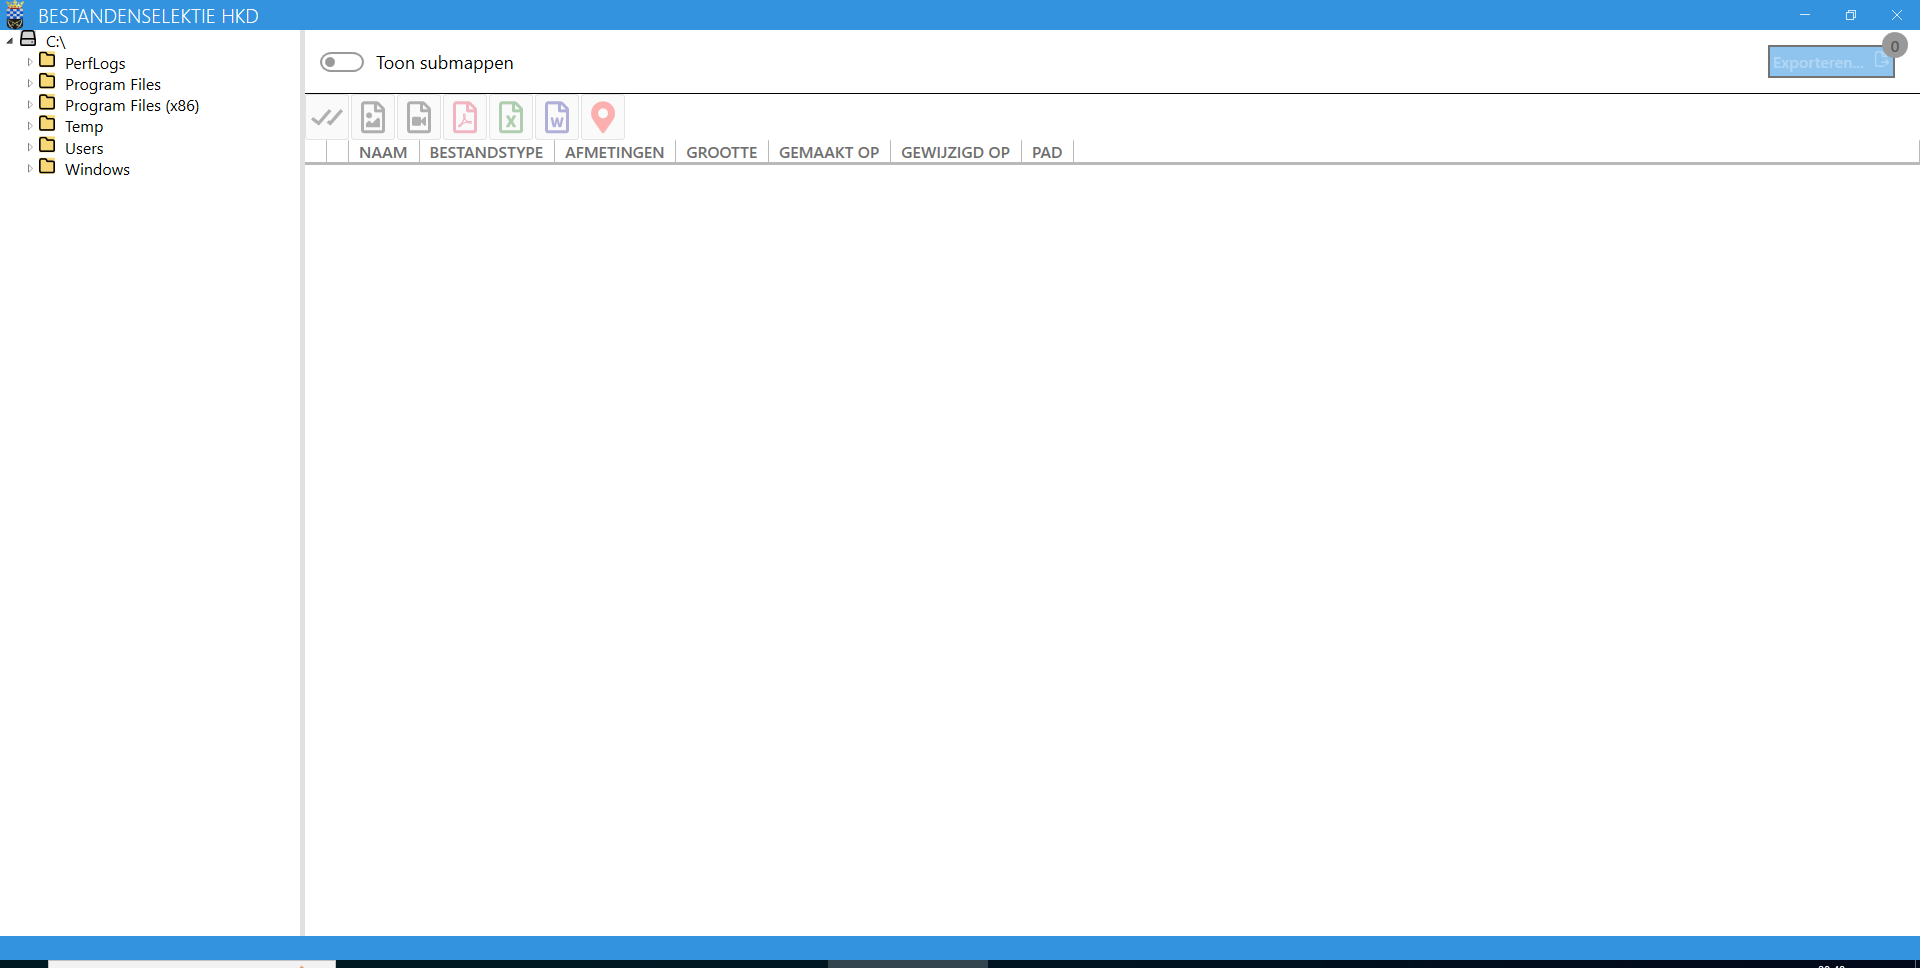 BESTANDENSELEKTIE HKD
C:\
PerfLogs
Program Files
Program Files (x86)
Temp
Users
Windows
Toon submappen
Exporteren...
0
NAAM BESTANDSTYPE AFMETINGEN GROOTTE GEMAAKT OP GEWIJZIGD OP PAD